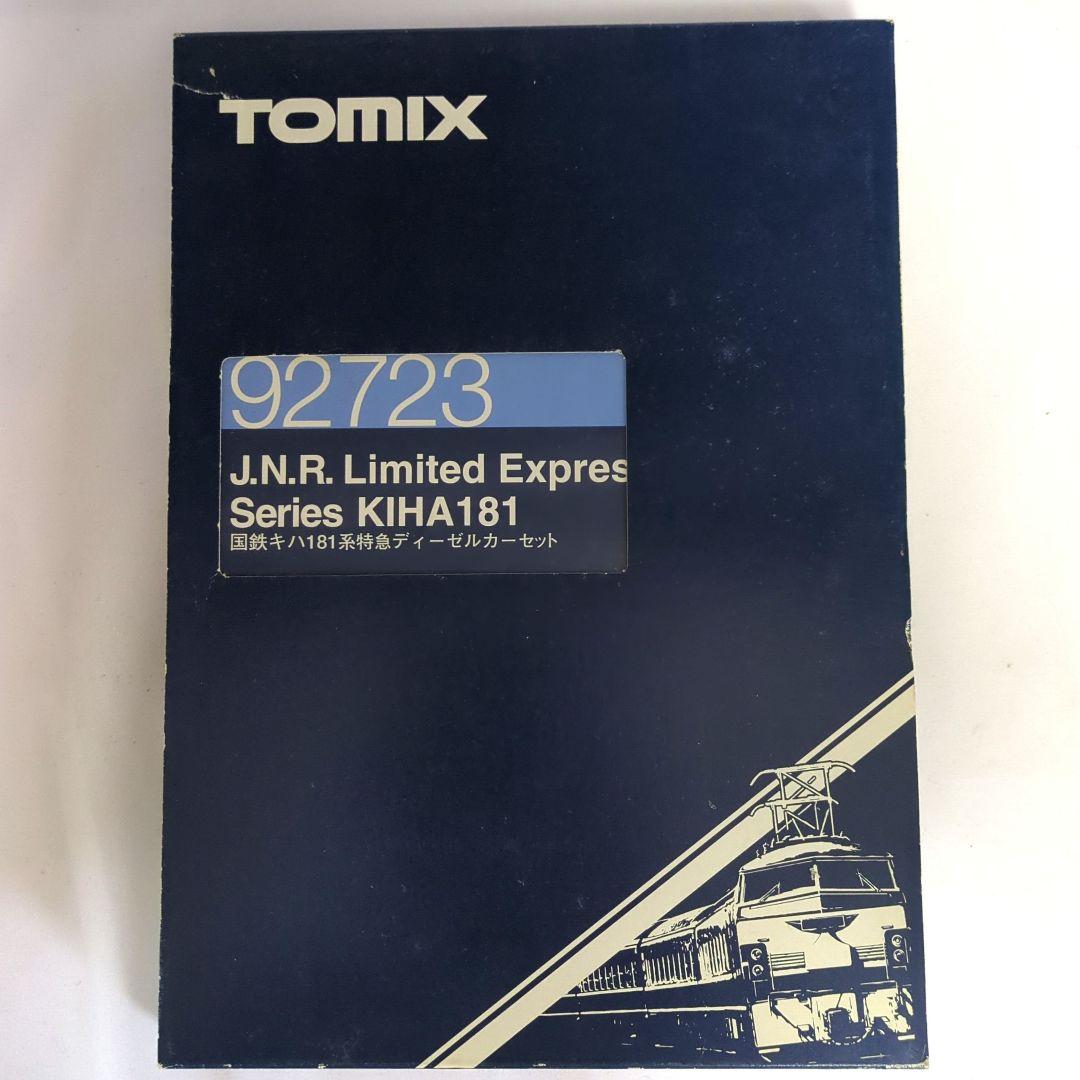 TOMIX
92723
J.N.R. Limited Expres
Series KIHA181
国鉄キハ181系特急ディーゼルカーセット